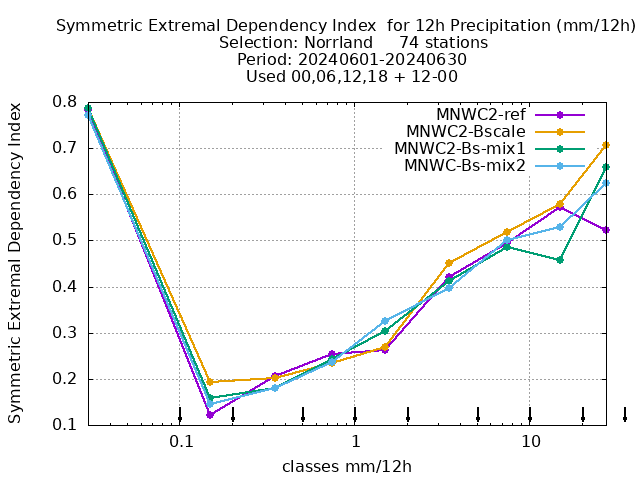 Symmetric Extremal Dependency Index  for 12h Precipitation (mm/12h)
Selection: Norrland     74 stations
Period: 20240601-20240630
Used 00,06,12,18 + 12-00
Symmetric Extremal Dependency Index
0.8
0.7
0.6
0.5
0.4
0.3
0.2
0.1
MNWC2-ref
MNWC2-Bscale
MNWC2-Bs-mix1
MNWC-Bs-mix2
0.1 1 10
classes mm/12h